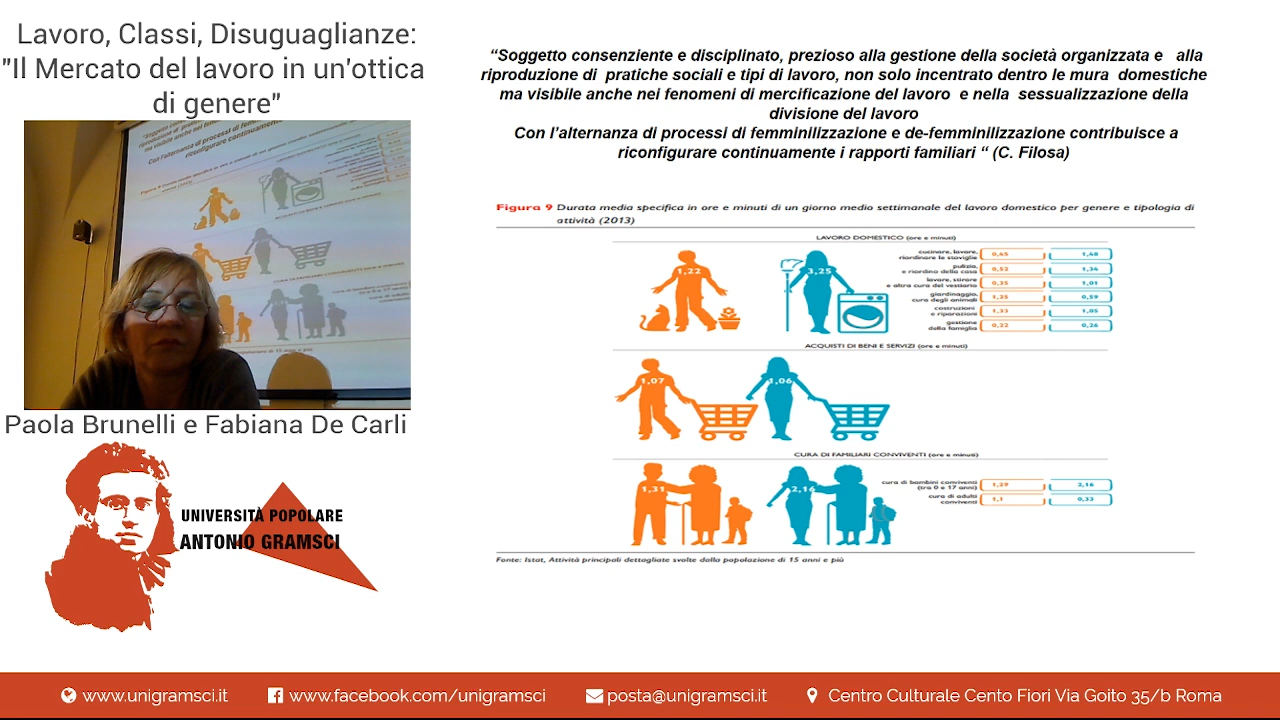 Lavoro, Classi, Disuguaglianze:
"Il Mercato del lavoro in un'ottica
di genere"
Paola Brunelli e Fabiana De Carli
UNIVERSITÀ POPOLARE
ANTONIO GRAMSCI
“Soggetto consenziente e disciplinato, prezioso alla gestione della società organizzata e alla
riproduzione di pratiche sociali e tipi di lavoro, non solo incentrato dentro le mura domestiche
ma visibile anche nei fenomeni di mercificazione del lavoro e nella sessualizzazione della
divisione del lavoro
Con l’alternanza di processi di femminilizzazione e de-femminilizzazione contribuisce a
riconfigurare continuamente i rapporti familiari “ (C. Filosa)
Figura 9 Durata media specifica in ore e minuti di un giorno medio settimanale del lavoro domestico per genere e tipologia di
attività (2013)
LAVORO DOMESTICO (ore e minuti)
1,22
3,25
cucinare, lavare,
riordinare le stoviglie 0,45 1,48
pulizia,
e riordino della casa 0,52 1,34
lavare, stirare
e altra cura del vestiario 0,35 1,01
giardinaggio,
cura degli animali 1,25 0,59
costruzioni
e riparazioni 1,33 1,05
gestione
della famiglia 0,22 0,26
ACQUISTI DI BENI E SERVIZI (ore e minuti)
1,07
1,06
CURA DI FAMILIARI CONVIVENTI (ore e minuti)
1,31
2,16
cura di bambini conviventi
(tra 0 e 17 anni) 1,29 2,16
cura di adulti
conviventi 1,1 0,33
Fonte: Istat, Attività principali dettagliate svolte dalla popolazione di 15 anni e più
www.unigramsci.it www.facebook.com/unigramsci posta@unigramsci.it Centro Culturale Cento Fiori Via Goito 35/b Roma